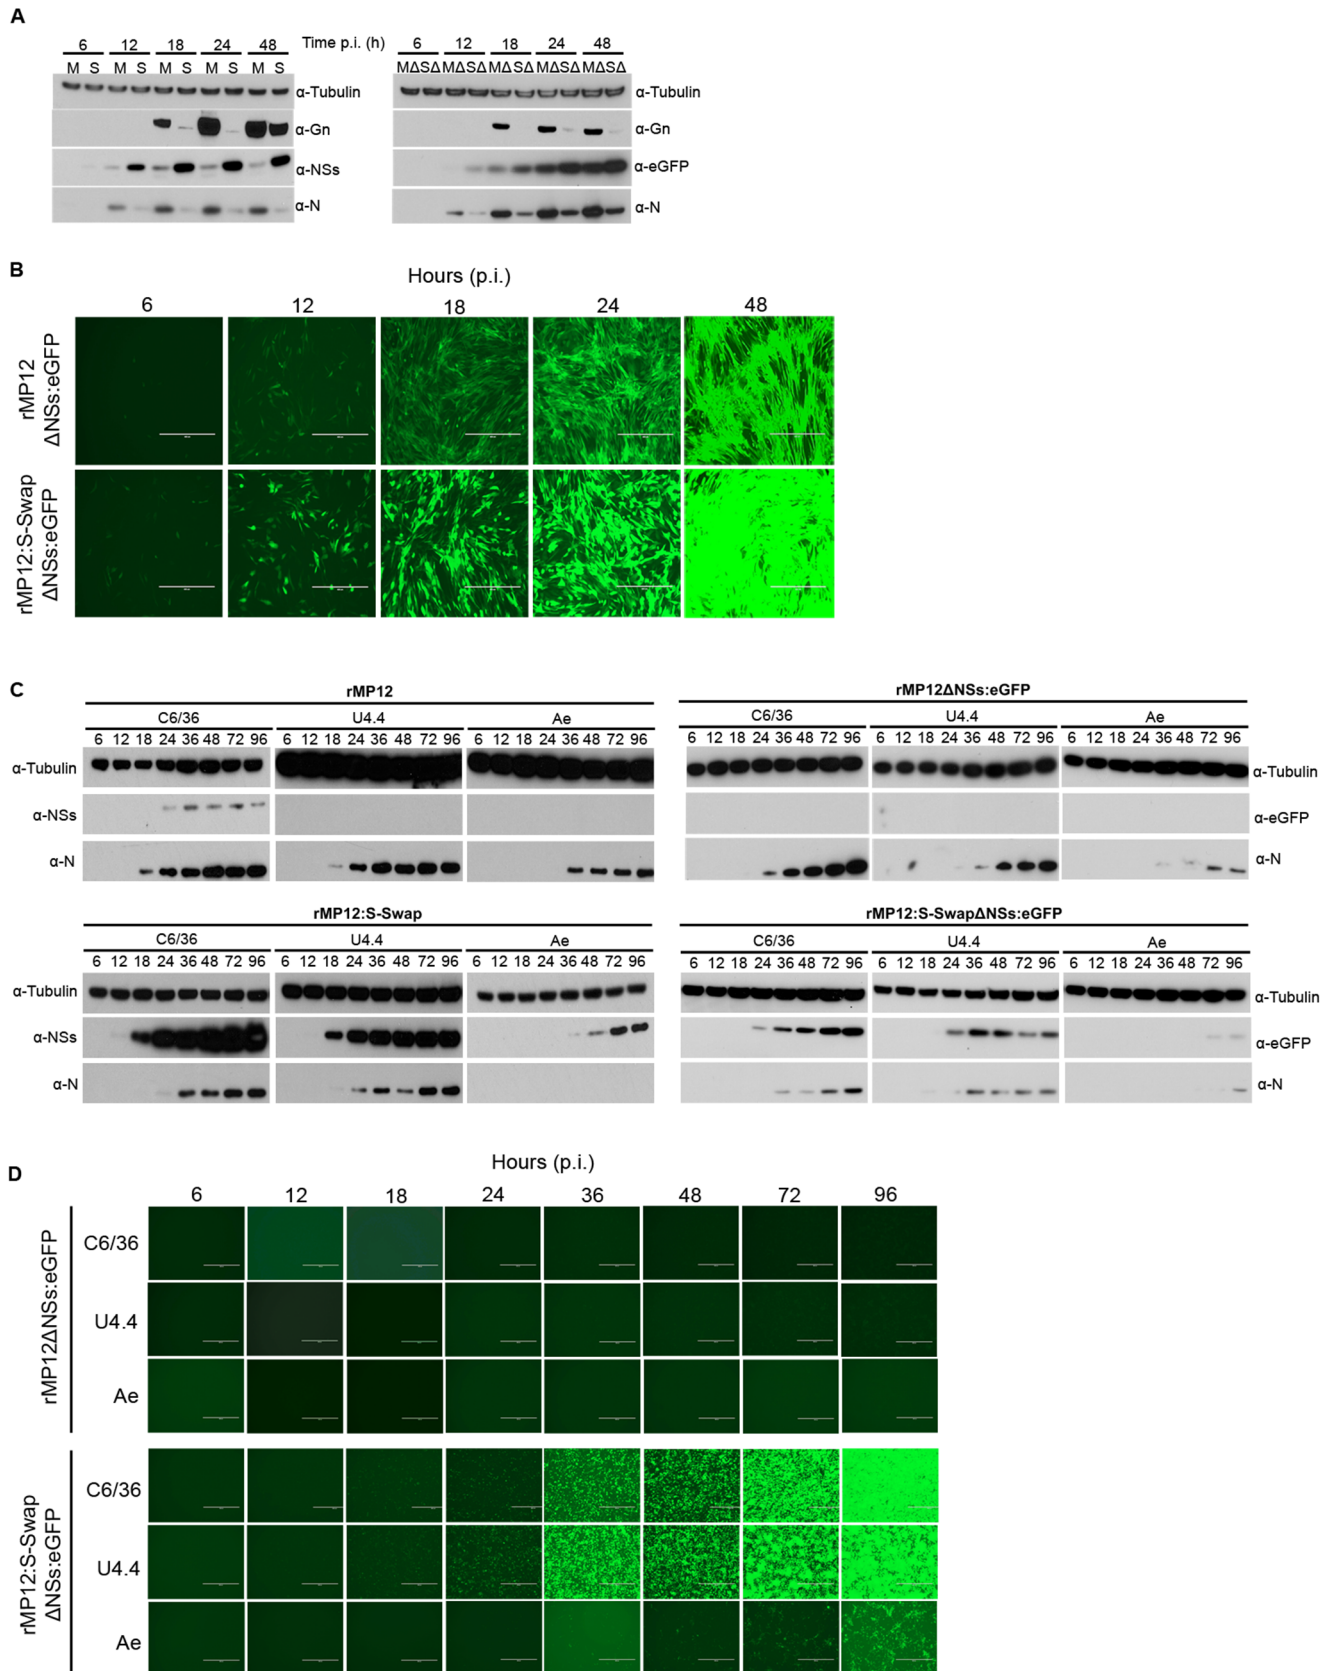 A
6 12 18 24 48 Time p.i. (h) 6 12 18 24 48
M S M S M S M S M S MΔSΔ MΔSΔ MΔSΔ MΔSΔ MΔSΔ
α-Tubulin α-Tubulin
α-Gn α-Gn
α-NSs α-eGFP
α-N α-N
B
Hours (p.i.)
6 12 18 24 48
rMP12
ΔNSs:eGFP
rMP12:S-Swap
ΔNSs:eGFP
C
rMP12 rMP12ΔNSs:eGFP
C6/36 U4.4 Ae C6/36 U4.4 Ae
6 12 18 24 36 48 72 96 6 12 18 24 36 48 72 96 6 12 18 24 36 48 72 96 6 12 18 24 36 48 72 96 6 12 18 24 36 48 72 96 6 12 18 24 36 48 72 96
α-Tubulin α-Tubulin
α-NSs α-eGFP
α-N α-N
rMP12:S-Swap rMP12:S-SwapΔNSs:eGFP
C6/36 U4.4 Ae C6/36 U4.4 Ae
6 12 18 24 36 48 72 96 6 12 18 24 36 48 72 96 6 12 18 24 36 48 72 96 6 12 18 24 36 48 72 96 6 12 18 24 36 48 72 96 6 12 18 24 36 48 72 96
α-Tubulin α-Tubulin
α-NSs α-eGFP
α-N α-N
D
Hours (p.i.)
6 12 18 24 36 48 72 96
rMP12ΔNSs:eGFP
C6/36
U4.4
Ae
rMP12:S-Swap
ΔNSs:eGFP
C6/36
U4.4
Ae